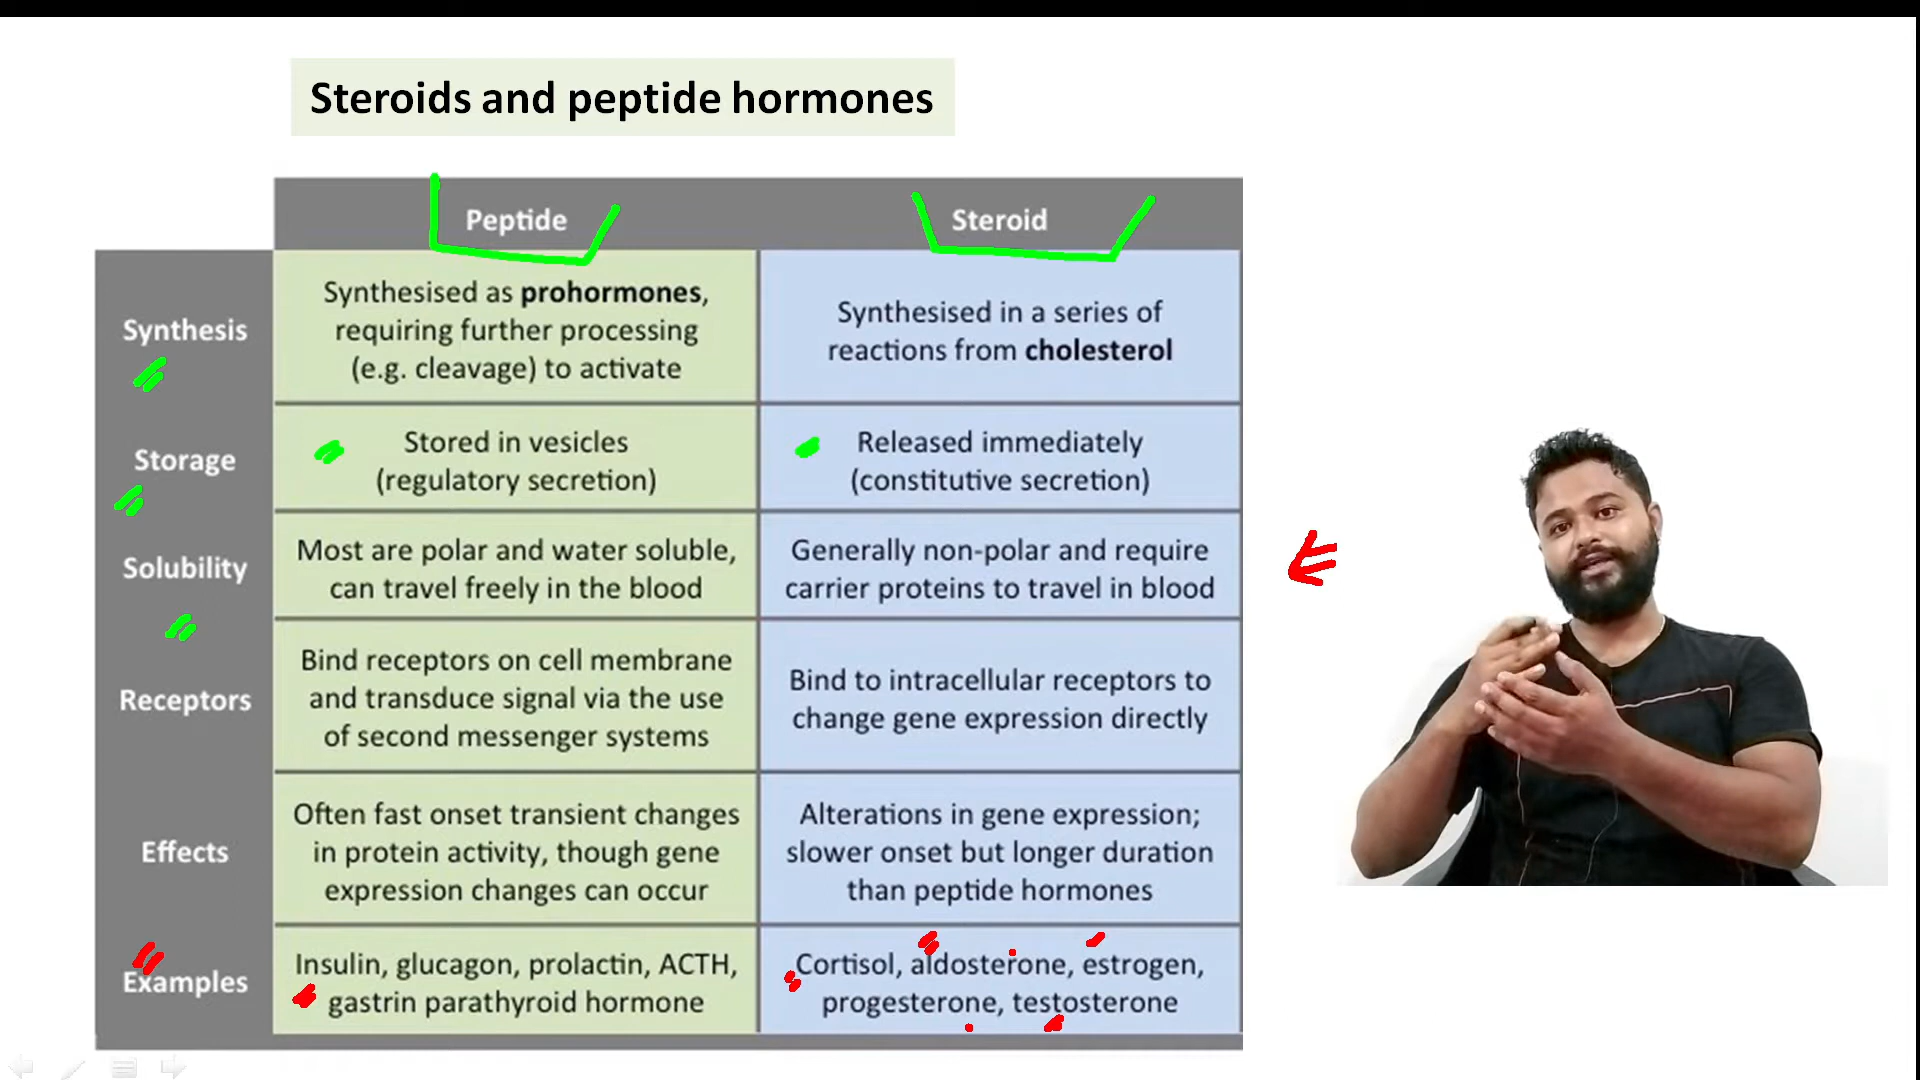 Steroids and peptide hormones
Peptide
Steroid
Synthesis
Synthesised as prohormones,
requiring further processing
(e.g. cleavage) to activate
Synthesised in a series of
reactions from cholesterol
Storage
Stored in vesicles
(regulatory secretion)
Released immediately
(constitutive secretion)
Solubility
Most are polar and water soluble,
can travel freely in the blood
Generally non-polar and require
carrier proteins to travel in blood
Receptors
Bind receptors on cell membrane
and transduce signal via the use
of second messenger systems
Bind to intracellular receptors to
change gene expression directly
Effects
Often fast onset transient changes
in protein activity, though gene
expression changes can occur
Alterations in gene expression;
slower onset but longer duration
than peptide hormones
Examples
Insulin, glucagon, prolactin, ACTH,
gastrin parathyroid hormone
Cortisol, aldosterone, estrogen,
progesterone, testosterone